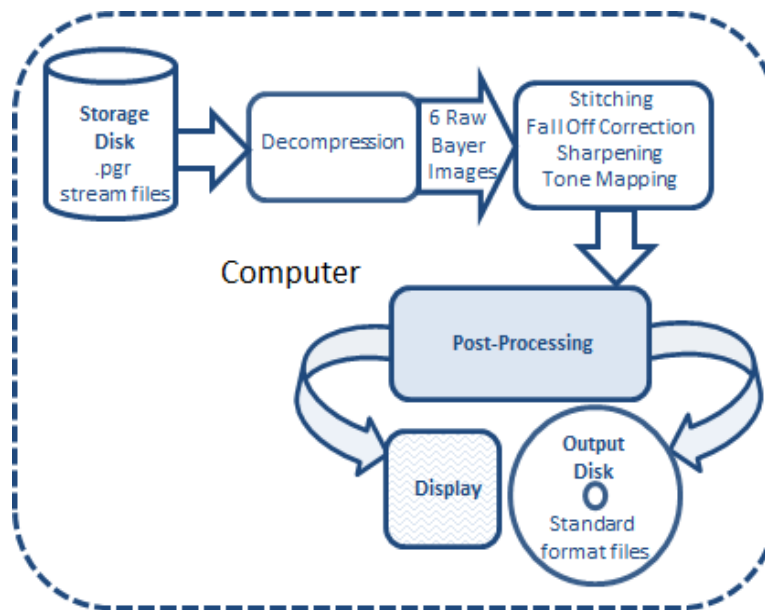 Storage
Disk
.pgr
stream files
Decompression
6 Raw
Bayer
Images
Stitching
Fall Off Correction
Sharpening
Tone Mapping
Computer
Post-Processing
Display
Output
Disk
Standard
format files